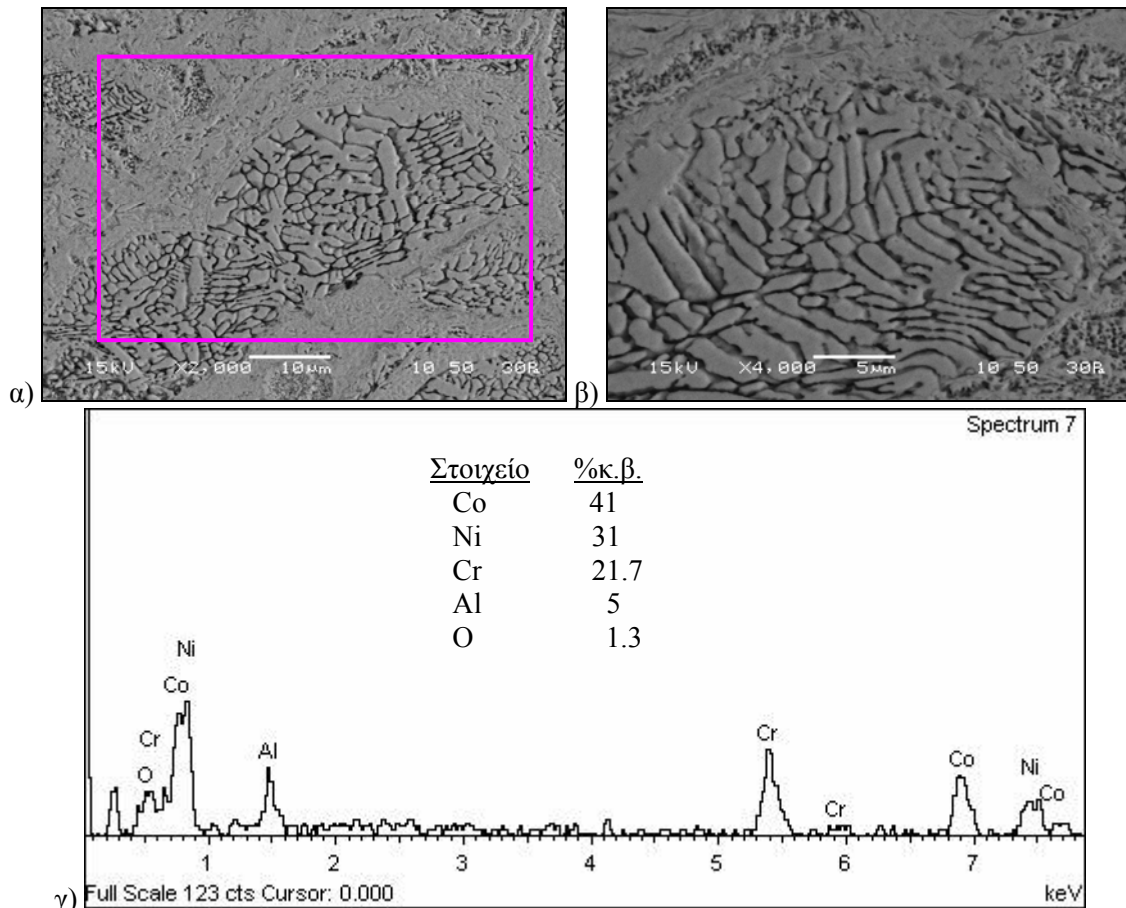 15kV X2,000 10μm 10 50 30Pa
α)
15kV X4,000 5μm 10 50 30Pa
β)
Spectrum 7
Στοιχείο %κ.β.
Co 41
Ni 31
Cr 21.7
Al 5
O 1.3
Ni
Co
Cr
O
Al
Cr
Cr
Co
Ni
Co
1 2 3 4 5 6 7
γ) Full Scale 123 cts Cursor: 0.000 keV